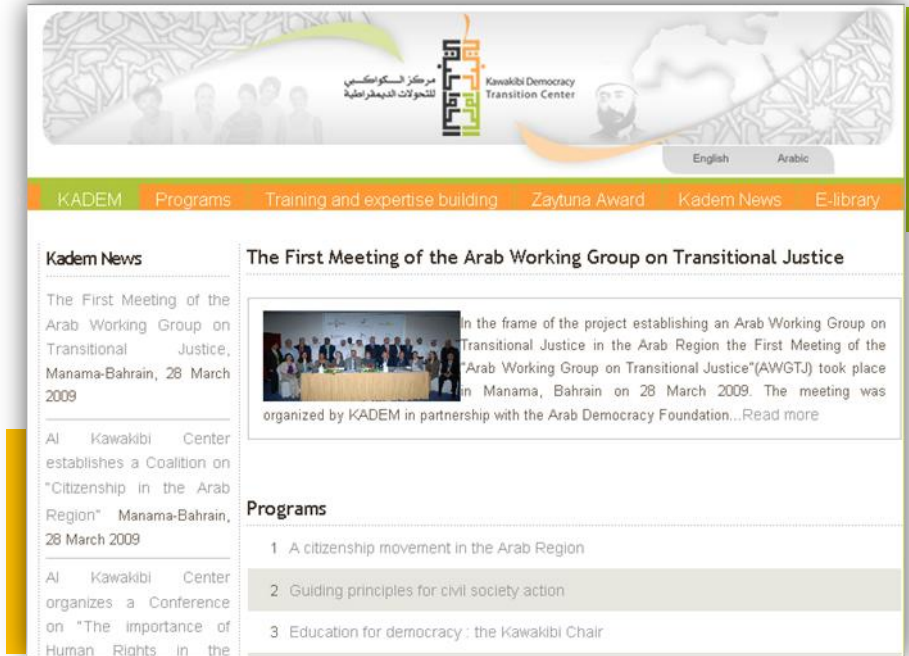 مركز الكواكبي
للتحولات الديمقراطية
Kawakibi Democracy
Transition Center
English Arabic
KADEM Programs Training and expertise building Zaytuna Award Kadem News E-library
Kadem News
The First Meeting of the
Arab Working Group on
Transitional Justice,
Manama-Bahrain, 28 March
2009
Al Kawakibi Center
establishes a Coalition on
"Citizenship in the Arab
Region" Manama-Bahrain,
28 March 2009
Al Kawakibi Center
organizes a Conference
on "The importance of
Human Rights in the
The First Meeting of the Arab Working Group on Transitional Justice
In the frame of the project establishing an Arab Working Group on
Transitional Justice in the Arab Region the First Meeting of the
"Arab Working Group on Transitional Justice"(AWGTJ) took place
in Manama, Bahrain on 28 March 2009. The meeting was
organized by KADEM in partnership with the Arab Democracy Foundation...Read more
Programs
1 A citizenship movement in the Arab Region
2 Guiding principles for civil society action
3 Education for democracy : the Kawakibi Chair